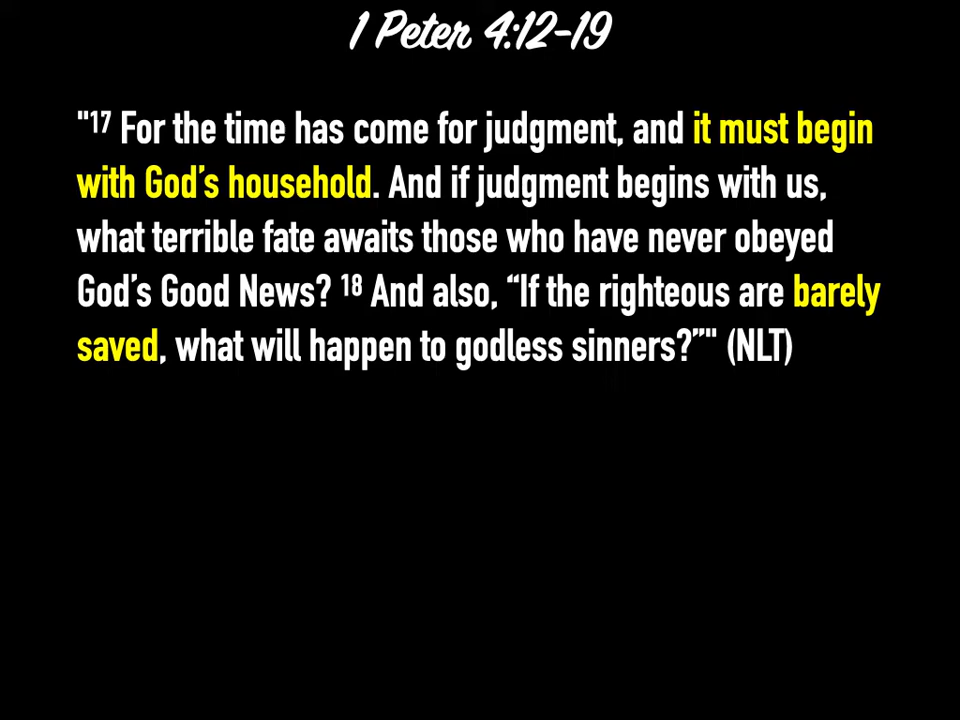 1 Peter 4:12-19
"¹⁷ For the time has come for judgment, and it must begin
with God’s household. And if judgment begins with us,
what terrible fate awaits those who have never obeyed
God’s Good News? ¹⁸ And also, “If the righteous are barely
saved, what will happen to godless sinners?”" (NLT)